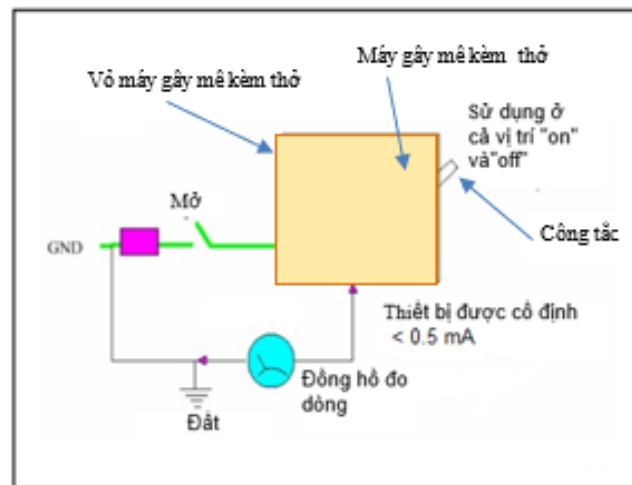 Máy gây mê kèm thở
Vỏ máy gây mê kèm thở
Sử dụng ở
cả vị trí "on"
và"off"
Mở
GND
Công tắc
Thiết bị được cố định
< 0.5 mA
Đồng hồ đo
dòng
Đất